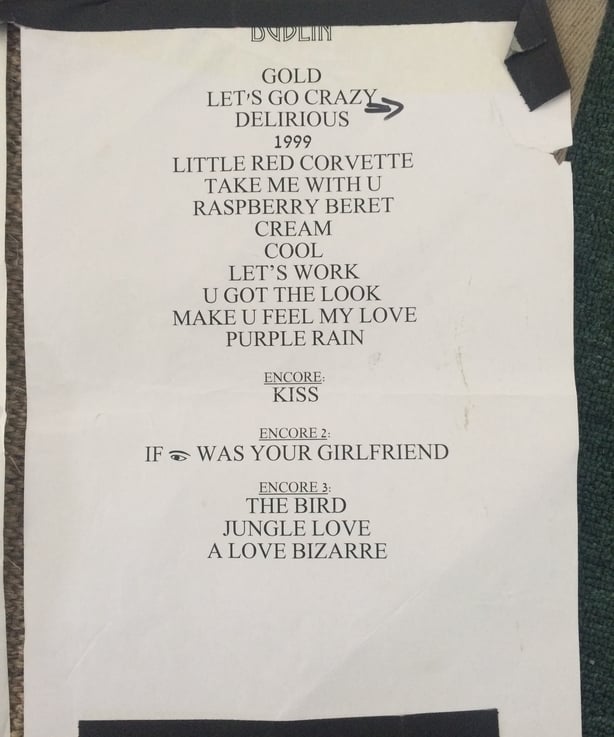 DUBLIN
GOLD
LET'S GO CRAZY
DELIRIOUS
1999
LITTLE RED CORVETTE
TAKE ME WITH U
RASPBERRY BERET
CREAM
COOL
LET'S WORK
U GOT THE LOOK
MAKE U FEEL MY LOVE
PURPLE RAIN
ENCORE:
KISS
ENCORE 2:
IF 👁 WAS YOUR GIRLFRIEND
ENCORE 3:
THE BIRD
JUNGLE LOVE
A LOVE BIZARRE